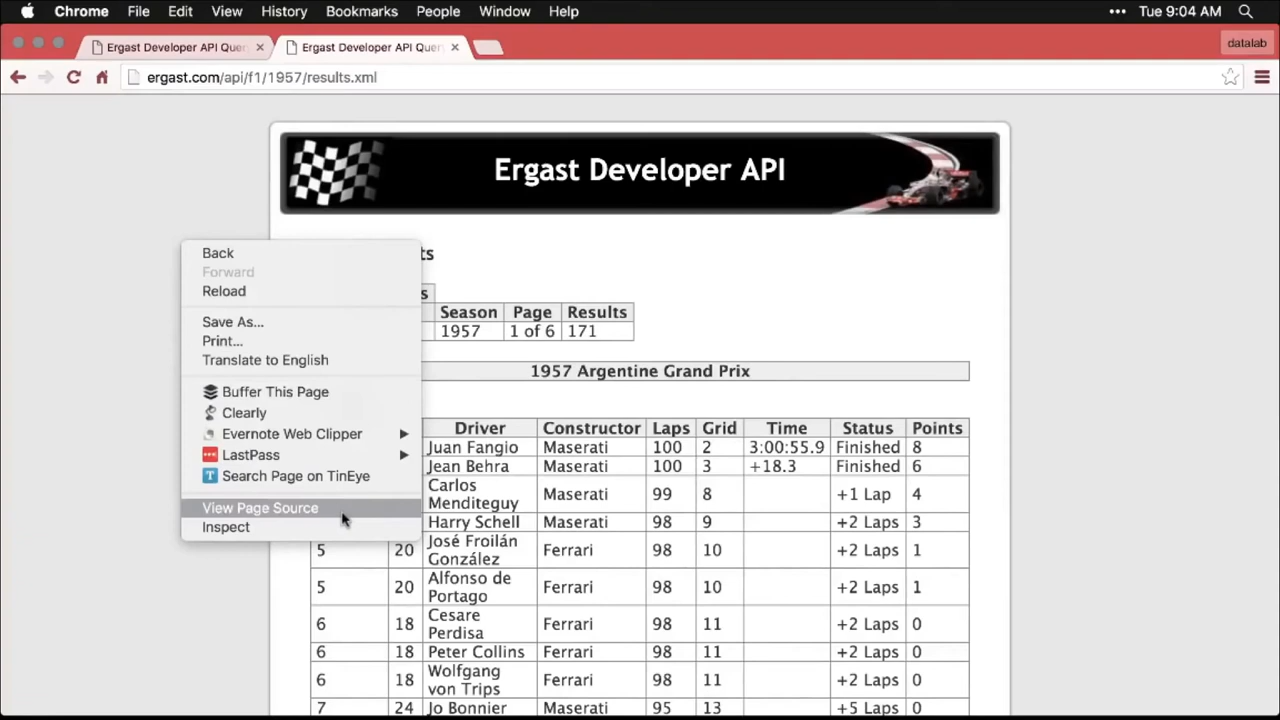 Chrome File Edit View History Bookmarks People Window Help ••• Tue 9:04 AM
Ergast Developer API Quer × Ergast Developer API Quer × datalab
ergast.com/api/f1/1957/results.xml
Ergast Developer API
ts
s
Season Page Results
1957 1 of 6 171
1957 Argentine Grand Prix
Back
Forward
Reload
Save As...
Print...
Translate to English
Buffer This Page
Clearly
Evernote Web Clipper
LastPass
Search Page on TinEye
View Page Source
Inspect
Driver Constructor Laps Grid Time Status Points
Juan Fangio Maserati 100 2 3:00:55.9 Finished 8
Jean Behra Maserati 100 3 +18.3 Finished 6
Carlos Menditeguy Maserati 99 8 +1 Lap 4
Harry Schell Maserati 98 9 +2 Laps 3
5 20 José Froilán González Ferrari 98 10 +2 Laps 1
5 20 Alfonso de Portago Ferrari 98 10 +2 Laps 1
6 18 Cesare Perdisa Ferrari 98 11 +2 Laps 0
6 18 Peter Collins Ferrari 98 11 +2 Laps 0
6 18 Wolfgang von Trips Ferrari 98 11 +2 Laps 0
7 24 Jo Bonnier Maserati 95 13 +5 Laps 0